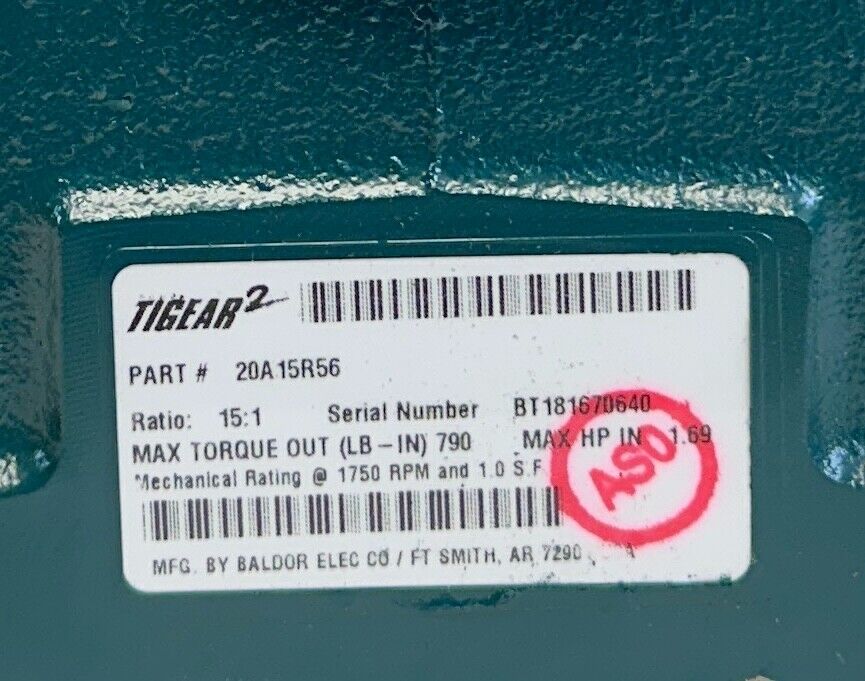 TIGEAR2
PART # 20A15R56
Ratio: 15:1 Serial Number BT181670640
MAX TORQUE OUT (LB-IN) 790 MAX HP IN 1.69
Mechanical Rating @ 1750 RPM and 1.0 S.F
ASO
MFG. BY BALDOR ELEC CO / FT SMITH, AR 7290